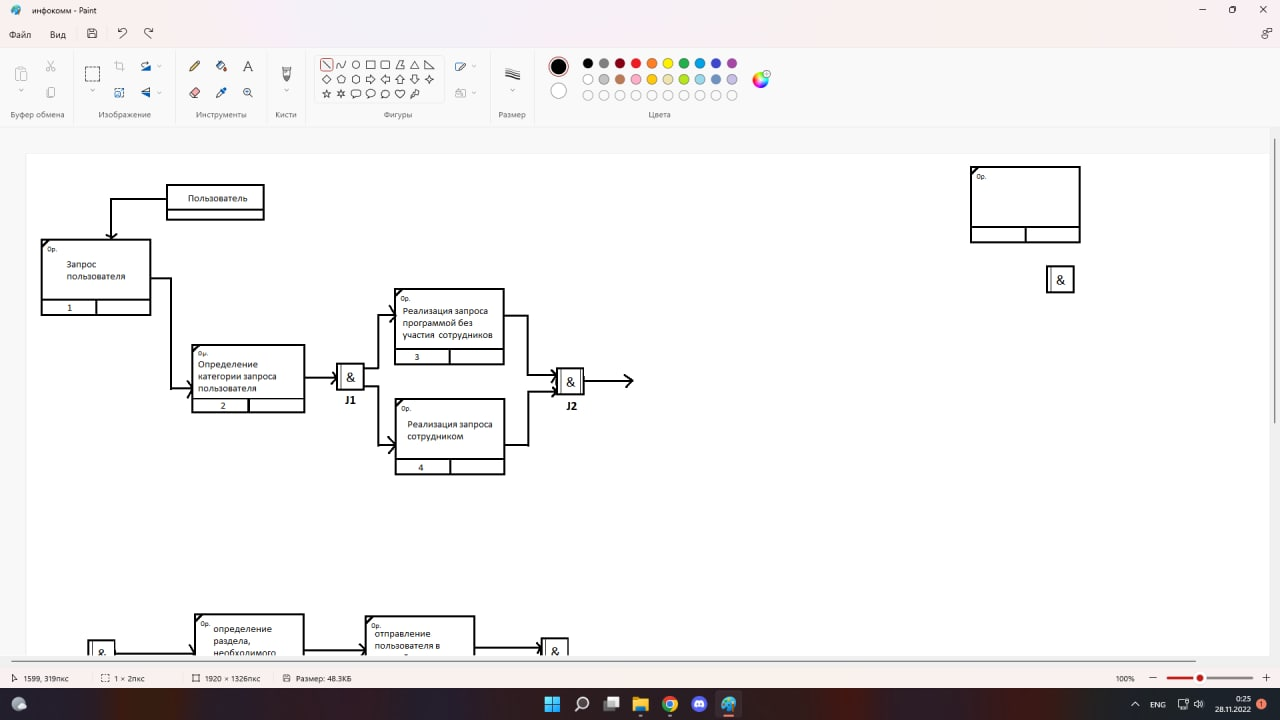 инфокомм - Paint
Файл
Вид
Буфер обмена
Изображение
Инструменты
Кисти
Фигуры
Размер
Цвета
Пользователь
0р.
Запрос
пользователя
1
0р.
Определение
категории запроса
пользователя
2
&
J1
0р.
Реализация запроса
программой без
участия сотрудников
3
0р.
Реализация запроса
сотрудником
4
&
J2
0р.
&
&
0р.
определение
раздела,
необходимого
0р.
отправление
пользователя в
&
1599, 319пкс
1 × 2пкс
1920 × 1326пкс
Размер: 48.3КБ
100%
ENG
0:25
28.11.2022
1